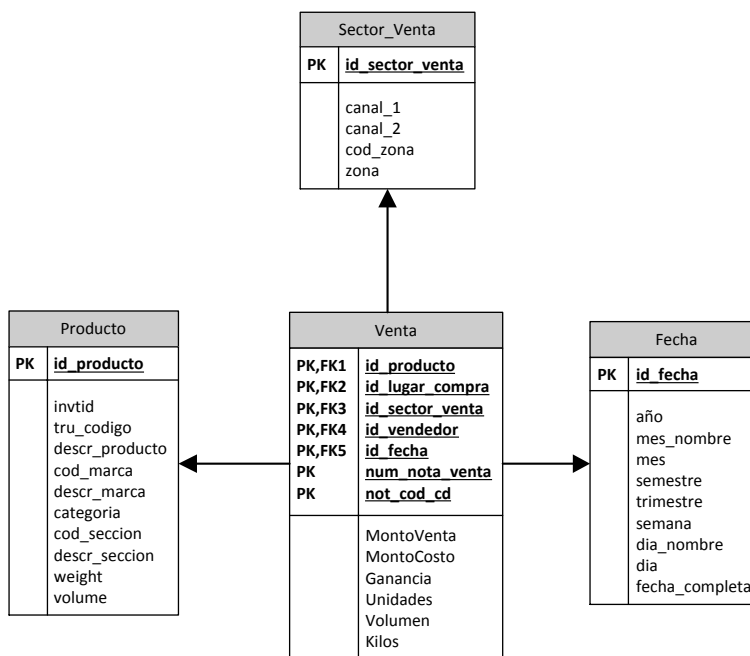 Sector_Venta
PK id_sector_venta
canal_1
canal_2
cod_zona
zona
Producto
PK id_producto
invtid
tru_codigo
descr_producto
cod_marca
descr_marca
categoria
cod_seccion
descr_seccion
weight
volume
Venta
PK,FK1 id_producto
PK,FK2 id_lugar_compra
PK,FK3 id_sector_venta
PK,FK4 id_vendedor
PK,FK5 id_fecha
PK num_nota_venta
PK not_cod_cd
MontoVenta
MontoCosto
Ganancia
Unidades
Volumen
Kilos
Fecha
PK id_fecha
año
mes_nombre
mes
semestre
trimestre
semana
dia_nombre
dia
fecha_completa